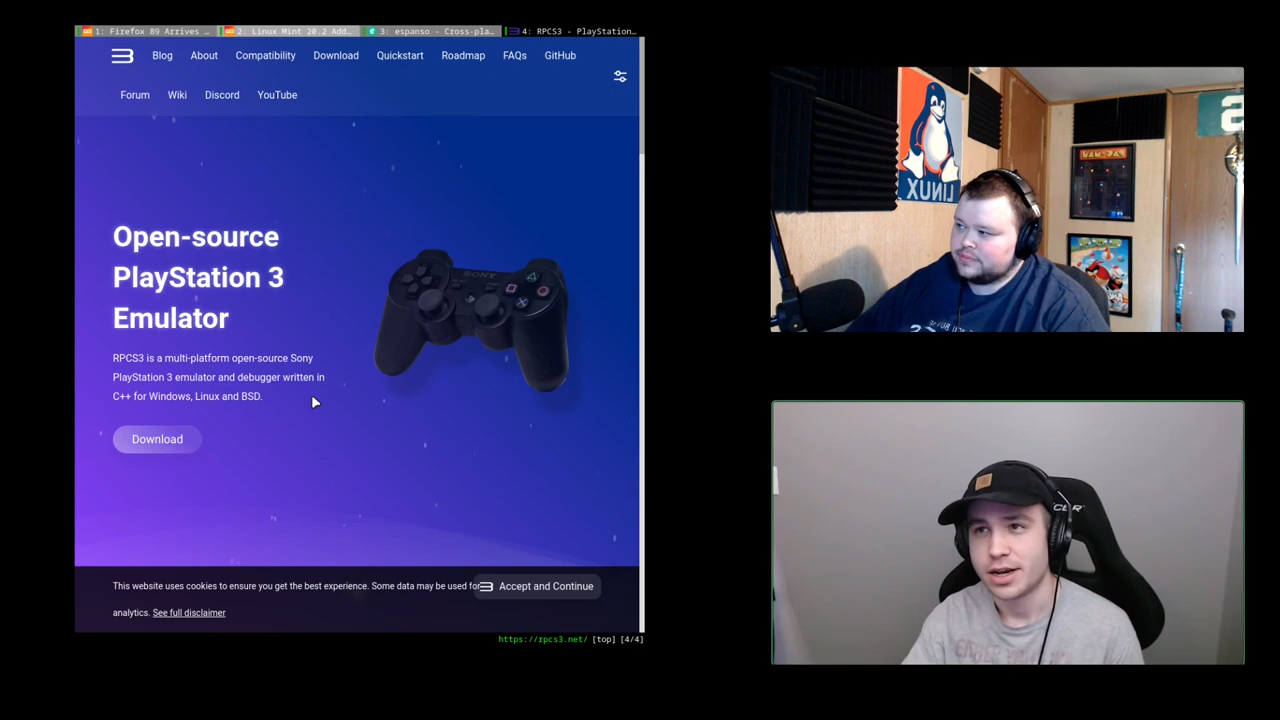 1: Firefox 89 Arrives … 2: Linux Mint 20.2 Add… 3: espanso - Cross-pla… 4: RPCS3 - PlayStation…
Blog About Compatibility Download Quickstart Roadmap FAQs GitHub
Forum Wiki Discord YouTube
Open-source
PlayStation 3
Emulator
RPCS3 is a multi-platform open-source Sony
PlayStation 3 emulator and debugger written in
C++ for Windows, Linux and BSD.
Download
SONY
This website uses cookies to ensure you get the best experience. Some data may be used for
analytics. See full disclaimer
Accept and Continue
https://rpcs3.net/ [top] [4/4]
LINUX